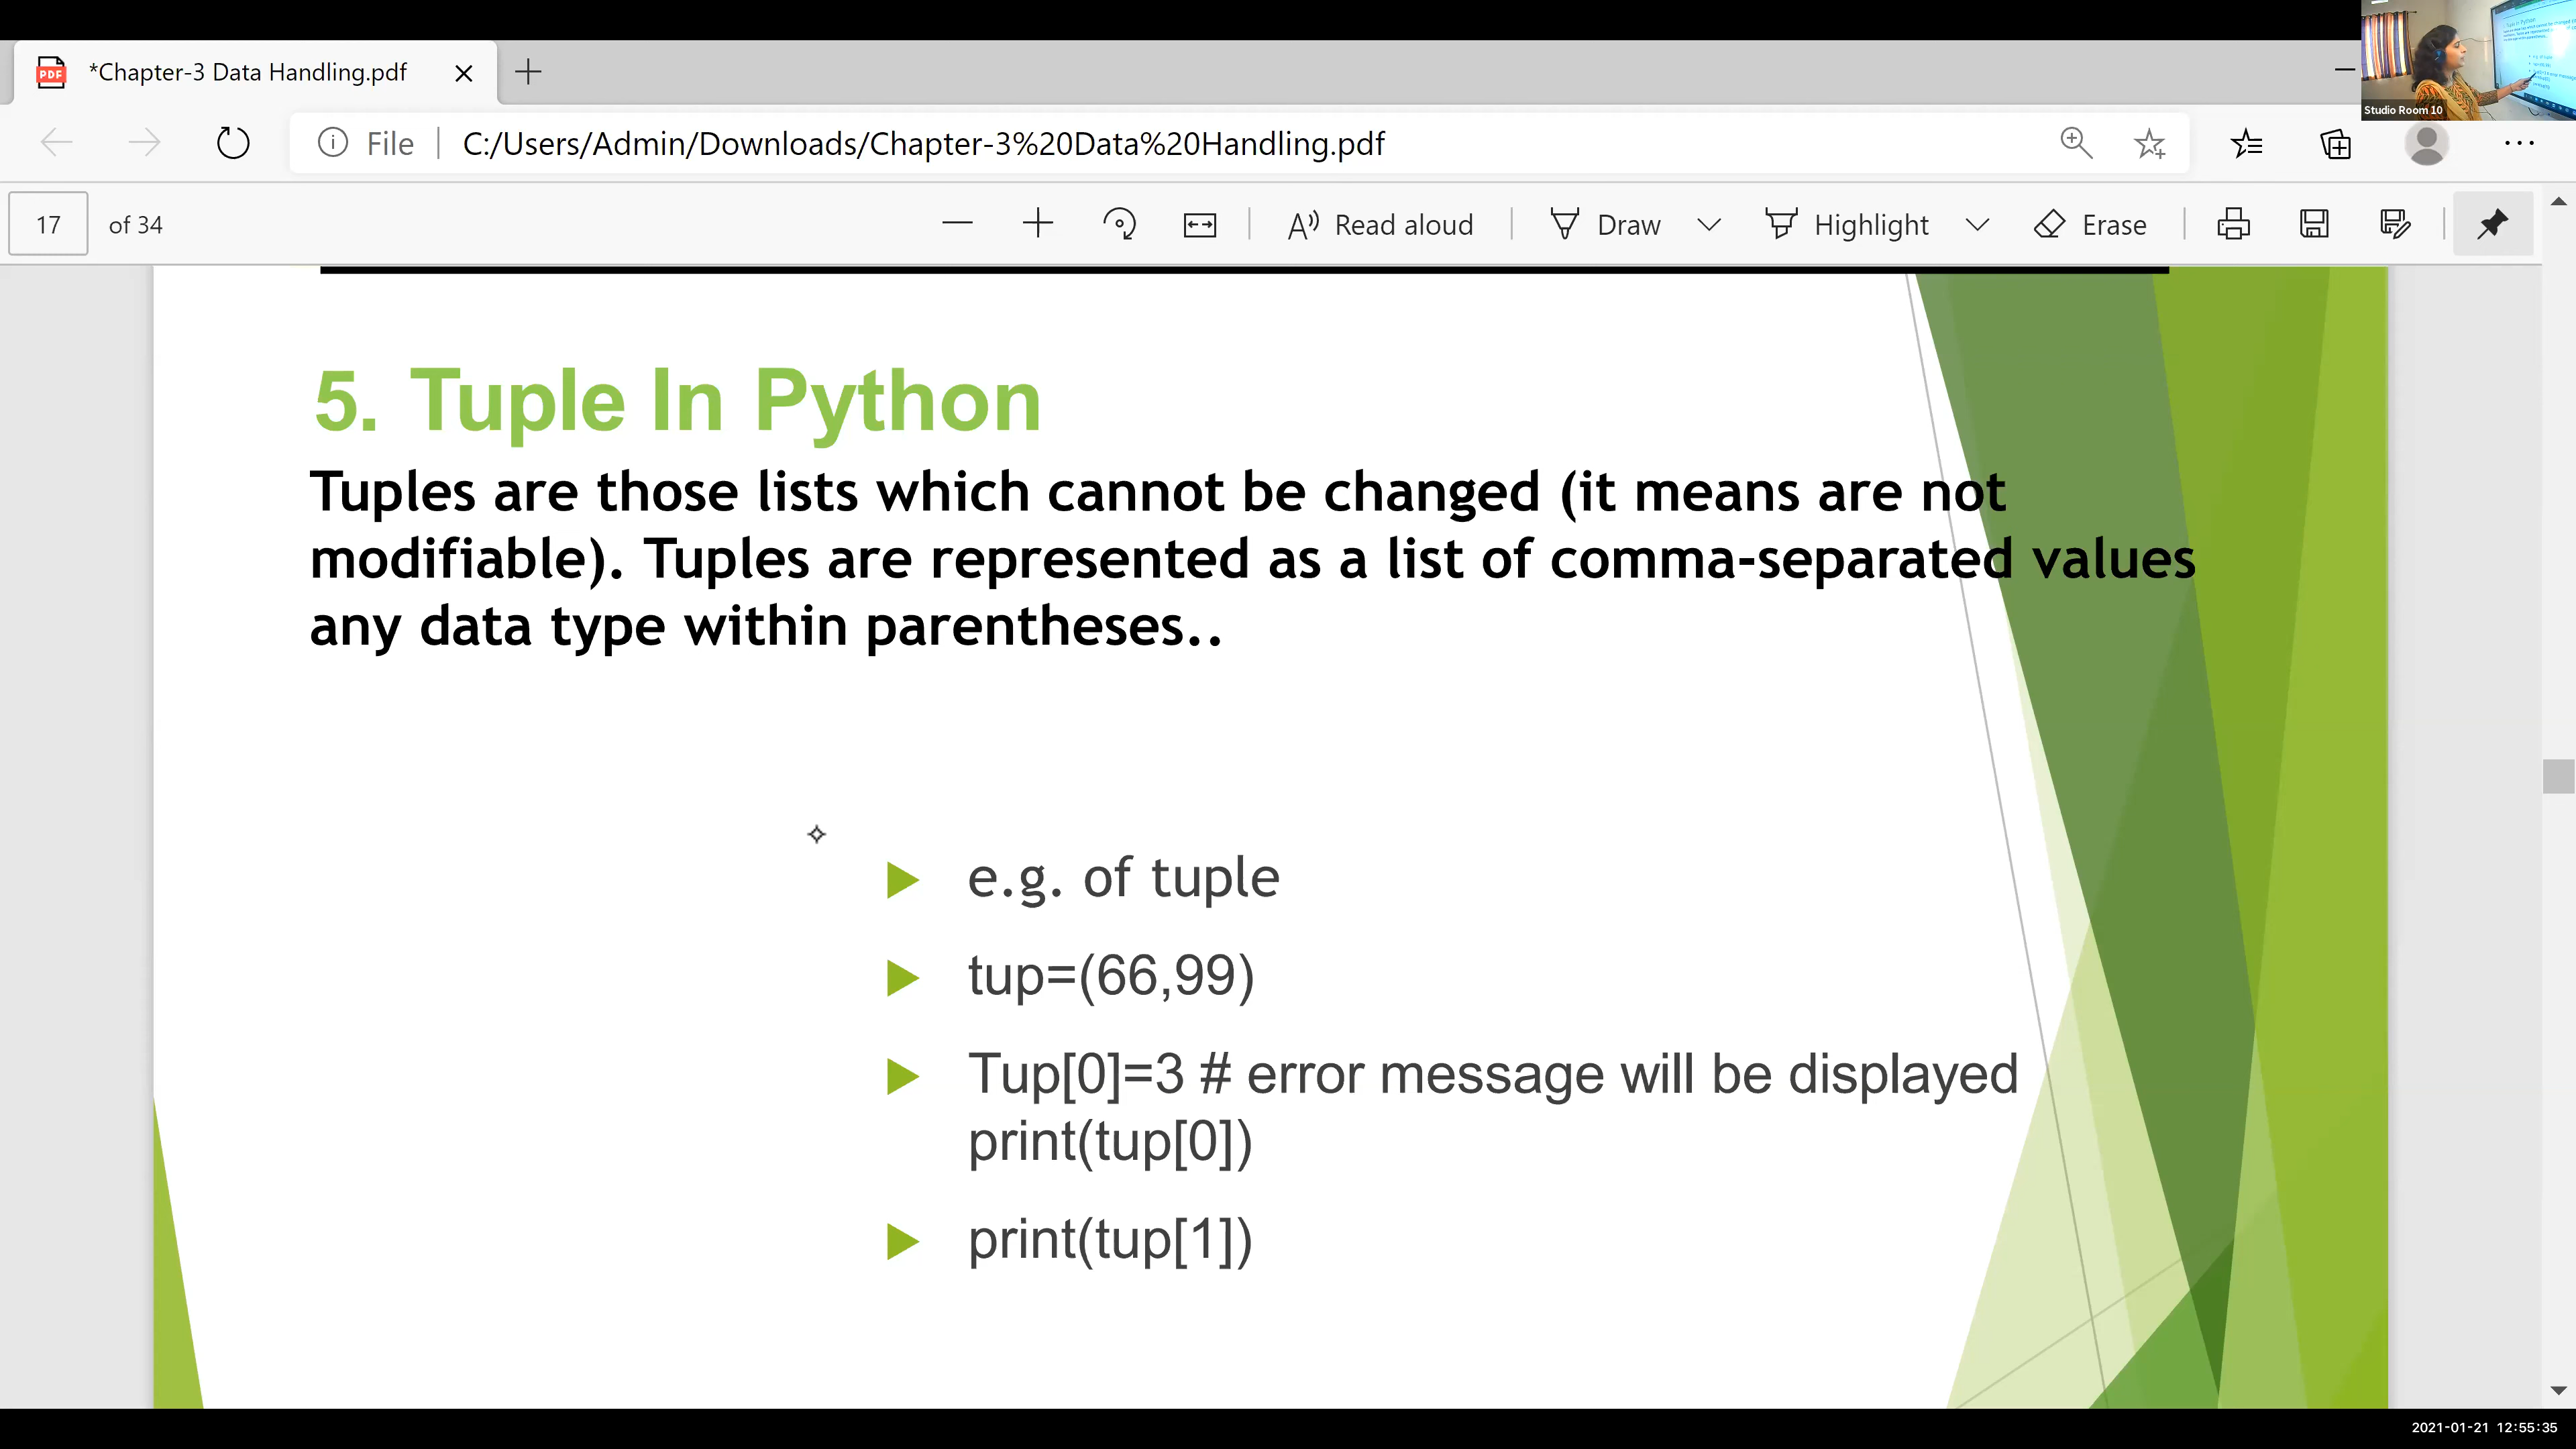 *Chapter-3 Data Handling.pdf
Studio Room 10
File
C:/Users/Admin/Downloads/Chapter-3%20Data%20Handling.pdf
17 of 34
Read aloud
Draw
Highlight
Erase
5. Tuple In Python
Tuples are those lists which cannot be changed (it means are not
modifiable). Tuples are represented as a list of comma-separated values
any data type within parentheses..
e.g. of tuple
tup=(66,99)
Tup[0]=3 # error message will be displayed
print(tup[0])
print(tup[1])
2021-01-21 12:55:35